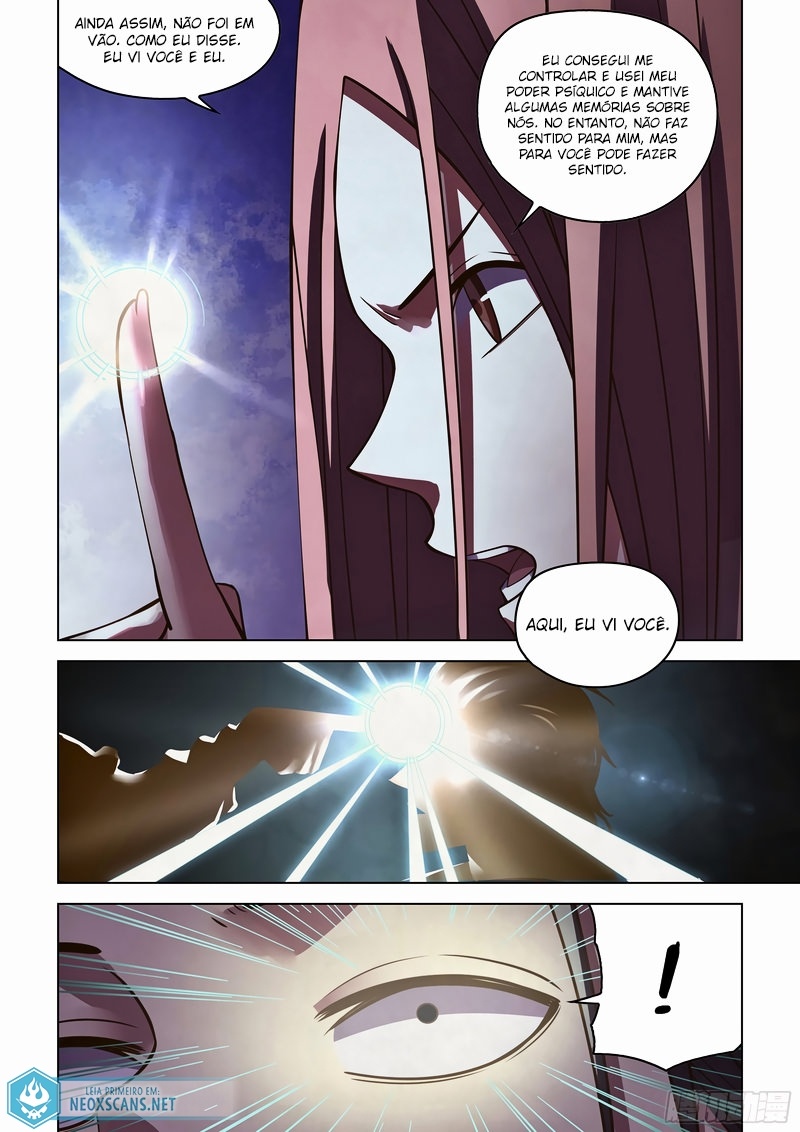 AINDA ASSIM, NÃO FOI EM
VÃO. COMO EU DISSE.
EU VI VOCÊ E EU.
EU CONSEGUI ME
CONTROLAR E USEI MEU
PODER PSÍQUICO E MANTIVE
ALGUMAS MEMÓRIAS SOBRE
NÓS. NO ENTANTO, NÃO FAZ
SENTIDO PARA MIM, MAS
PARA VOCÊ PODE FAZER
SENTIDO.
AQUI, EU VI VOCÊ.
!
LEIA PRIMEIRO EM:
NEOXSCANS.NET